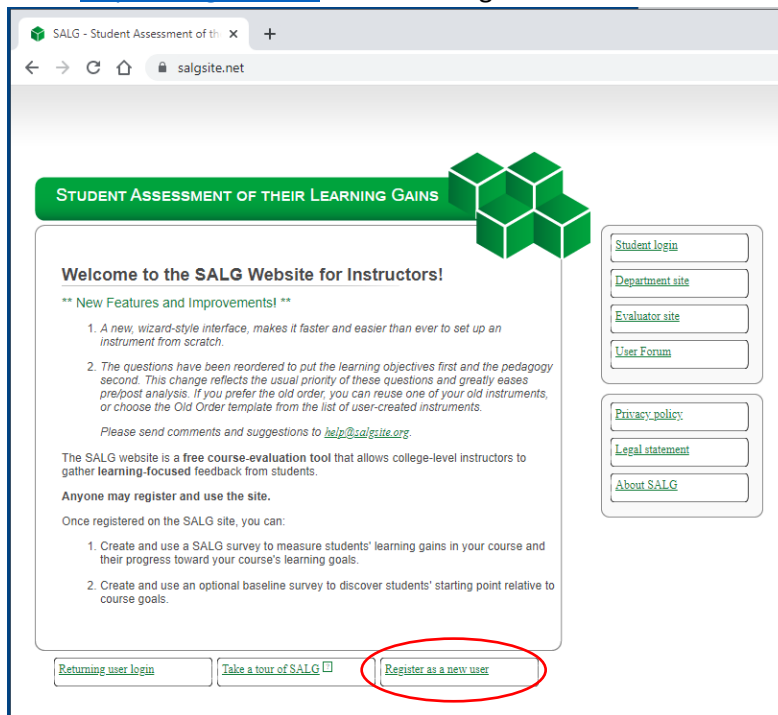 SALG - Student Assessment of th
salgsite.net
STUDENT ASSESSMENT OF THEIR LEARNING GAINS
Welcome to the SALG Website for Instructors!
** New Features and Improvements! **
1. A new, wizard-style interface, makes it faster and easier than ever to set up an
instrument from scratch.
2. The questions have been reordered to put the learning objectives first and the pedagogy
second. This change reflects the usual priority of these questions and greatly eases
pre/post analysis. If you prefer the old order, you can reuse one of your old instruments,
or choose the Old Order template from the list of user-created instruments.
Please send comments and suggestions to help@salgsite.org.
The SALG website is a free course-evaluation tool that allows college-level instructors to
gather learning-focused feedback from students.
Anyone may register and use the site.
Once registered on the SALG site, you can:
1. Create and use a SALG survey to measure students' learning gains in your course and
their progress toward your course's learning goals.
2. Create and use an optional baseline survey to discover students' starting point relative to
course goals.
Returning user login
Take a tour of SALG ?
Register as a new user
Student login
Department site
Evaluator site
User Forum
Privacy policy
Legal statement
About SALG